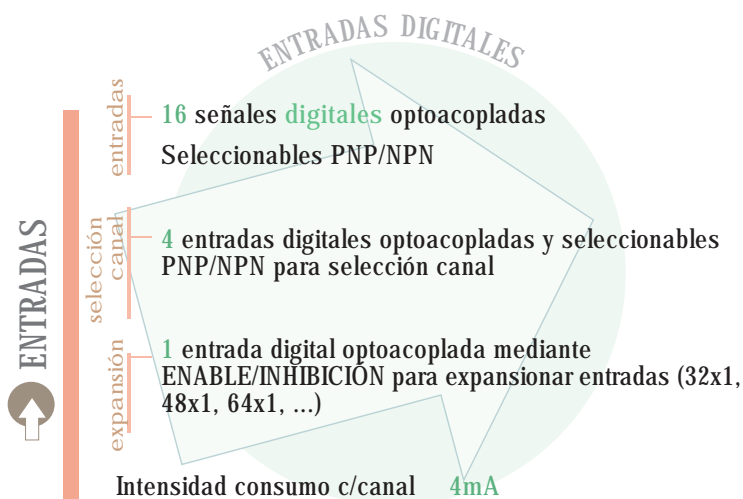 ENTRADAS DIGITALES
entradas
16 señales digitales optoacopladas
Seleccionables PNP/NPN
ENTRADAS
selección
canal
4 entradas digitales optoacopladas y seleccionables
PNP/NPN para selección canal
expansión
1 entrada digital optoacoplada mediante
ENABLE/INHIBICIÓN para expansionar entradas (32x1,
48x1, 64x1, ...)
Intensidad consumo c/canal 4mA